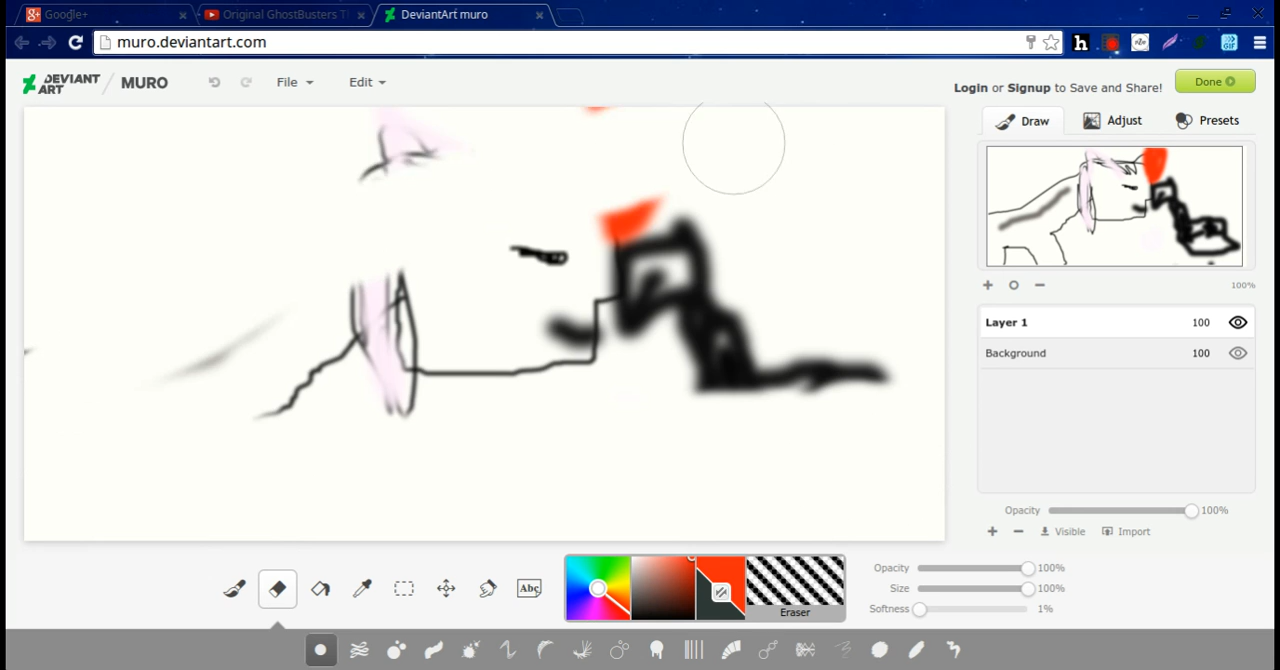 Google+
Original GhostBusters T
DeviantArt muro
muro.deviantart.com
h
GIF
DEVIANT
ART
MURO
File
Edit
Login or Signup to Save and Share!
Done
Draw
Adjust
Presets
100%
Layer 1
100
Background
100
Opacity
100%
Visible
Import
Abc
Eraser
Opacity
100%
Size
100%
Softness
1%